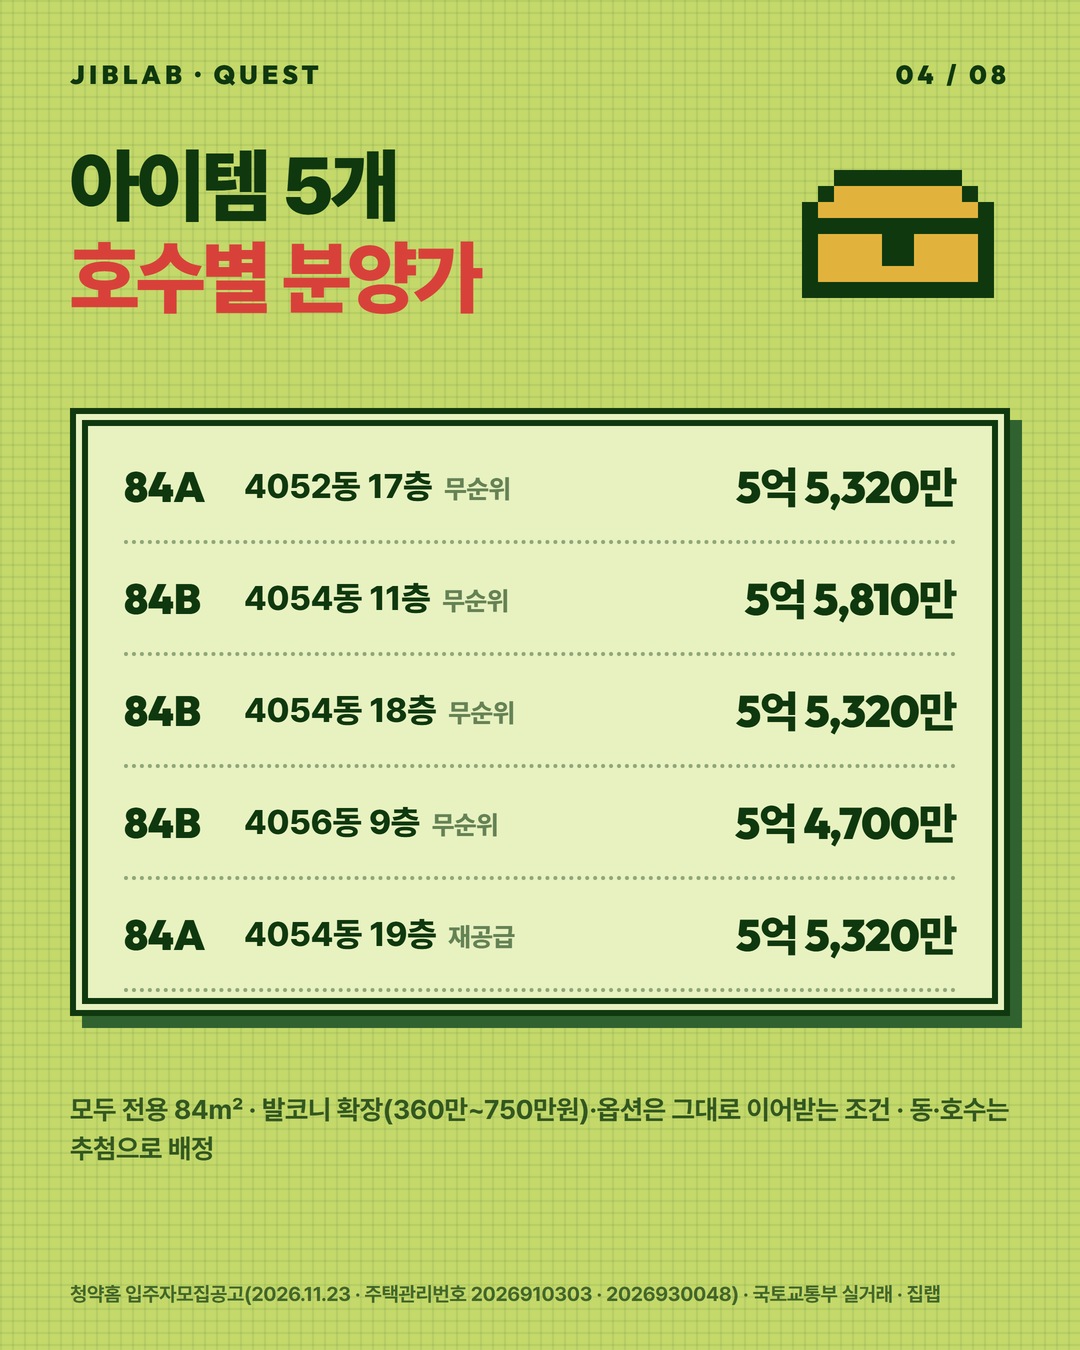 JIBLAB · QUEST
04 / 08
아이템 5개
호수별 분양가
84A 4052동 17층 무순위 5억 5,320만
84B 4054동 11층 무순위 5억 5,810만
84B 4054동 18층 무순위 5억 5,320만
84B 4056동 9층 무순위 5억 4,700만
84A 4054동 19층 재공급 5억 5,320만
모두 전용 84m² · 발코니 확장(360만~750만원)·옵션은 그대로 이어받는 조건 · 동·호수는
추첨으로 배정
청약홈 입주자모집공고(2026.11.23 · 주택관리번호 2026910303 · 2026930048) · 국토교통부 실거래 · 집랩